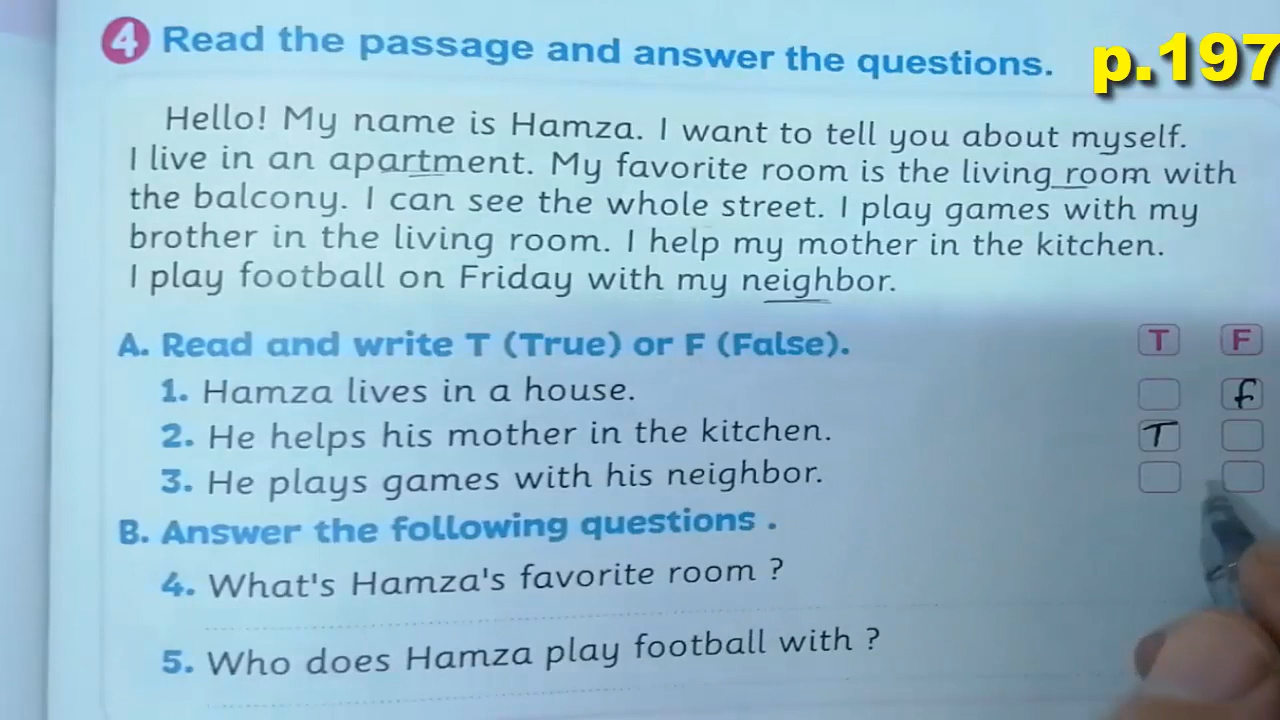 4 Read the passage and answer the questions.
p.197
Hello! My name is Hamza. I want to tell you about myself.
I live in an apartment. My favorite room is the living room with
the balcony. I can see the whole street. I play games with my
brother in the living room. I help my mother in the kitchen.
I play football on Friday with my neighbor.
A. Read and write T (True) or F (False). T F
1. Hamza lives in a house. f
2. He helps his mother in the kitchen. T
3. He plays games with his neighbor.
B. Answer the following questions .
4. What's Hamza's favorite room ?
5. Who does Hamza play football with ?